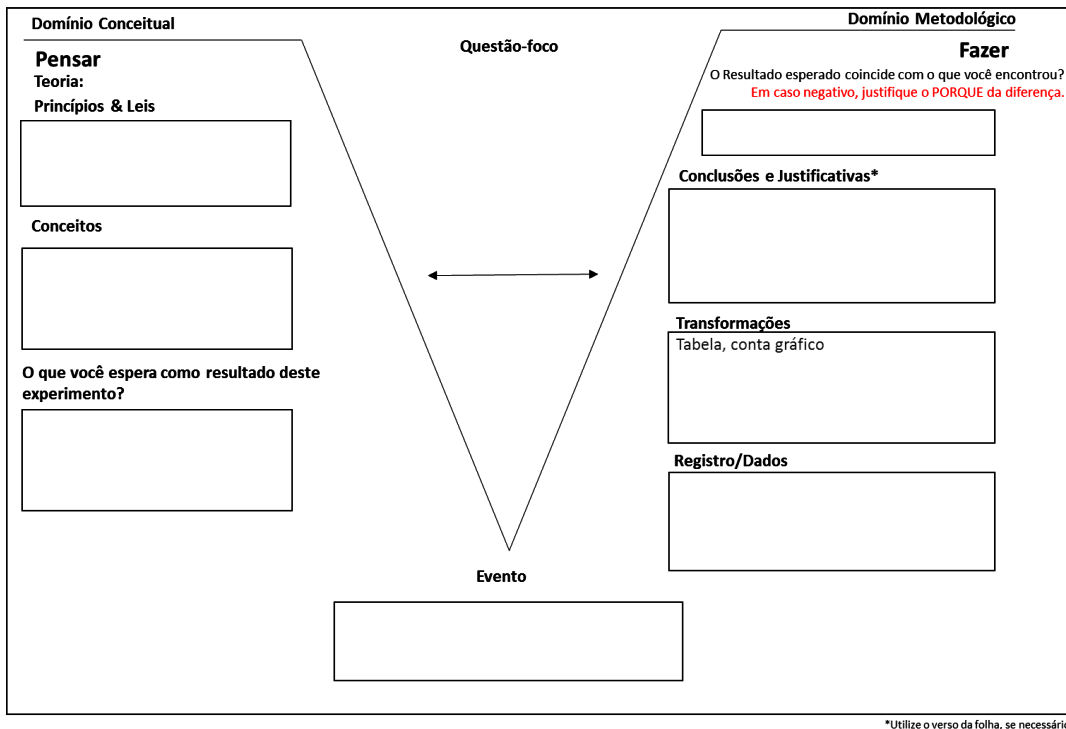 Domínio Conceitual
Pensar
Teoria:
Princípios & Leis
Conceitos
O que você espera como resultado deste
experimento?
Questão-foco
Evento
Domínio Metodológico
Fazer
O Resultado esperado coincide com o que você encontrou?
Em caso negativo, justifique o PORQUE da diferença.
Conclusões e Justificativas*
Transformações
Tabela, conta gráfico
Registro/Dados
*Utilize o verso da folha, se necessário